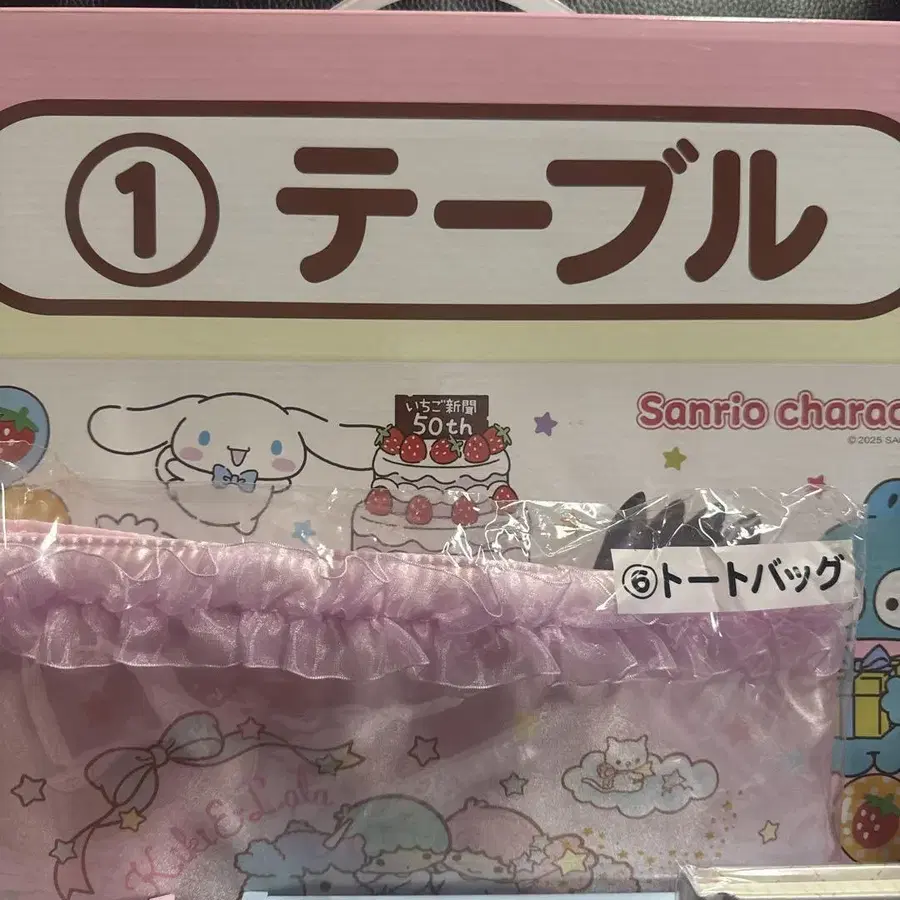 ① テーブル
いちご新聞
50th
Sanrio charac
©2025 SA
⑥トートバッグ
Kiki & Lala